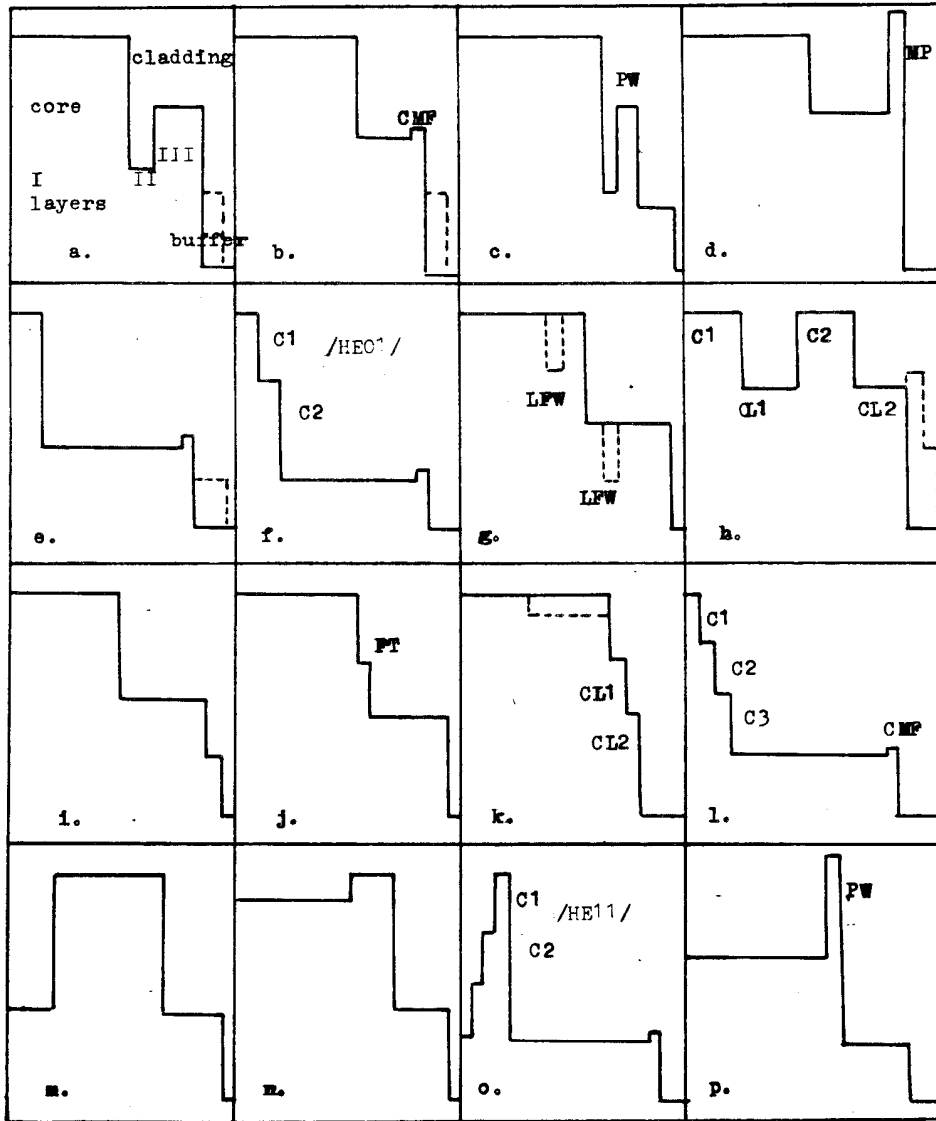 cladding
core
III
II
I
layers
buffer
a.
CMF
b.
PW
c.
MP
d.
e.
C1
/HE01/
C2
f.
LFW
LFW
g.
C1
C2
CL1
CL2
h.
i.
FT
j.
CL1
CL2
k.
C1
C2
C3
CMF
l.
m.
n.
C1
/HE11/
C2
o.
PW
p.